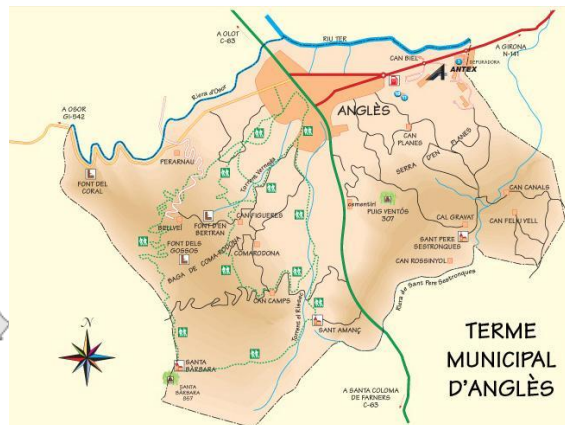 A OLOT
C-63
RIU TER
A GIRONA
N-141
CAN BIEL
ANTEX
DEPURADORA
Riera d'Osor
A OSOR
GI-542
ANGLÈS
PERARNAU
FONT DEL
CORAL
Torrent Vernega
CAN
PLANES
SERRA D'EN PLANES
CAN CANALS
BELLVEÍ
FONT D'EN
BERTRAN
CAN FIGUERES
cementiri
PUIG VENTÓS
307
CAL GRAVAT
CAN FELIU VELL
FONT DELS
GOSSOS
BAGA DE COMA-RODONA
COMARODONA
SANT PERE
SESTRONQUES
CAN ROSSINYOL
CAN CAMPS
Riera de Sant Pere Sestronques
SANT AMANÇ
SANTA
BÀRBARA
SANTA
BÀRBARA
A SANTA COLOMA
DE FARNERS
C-63
N
TERME
MUNICIPAL
D'ANGLÈS